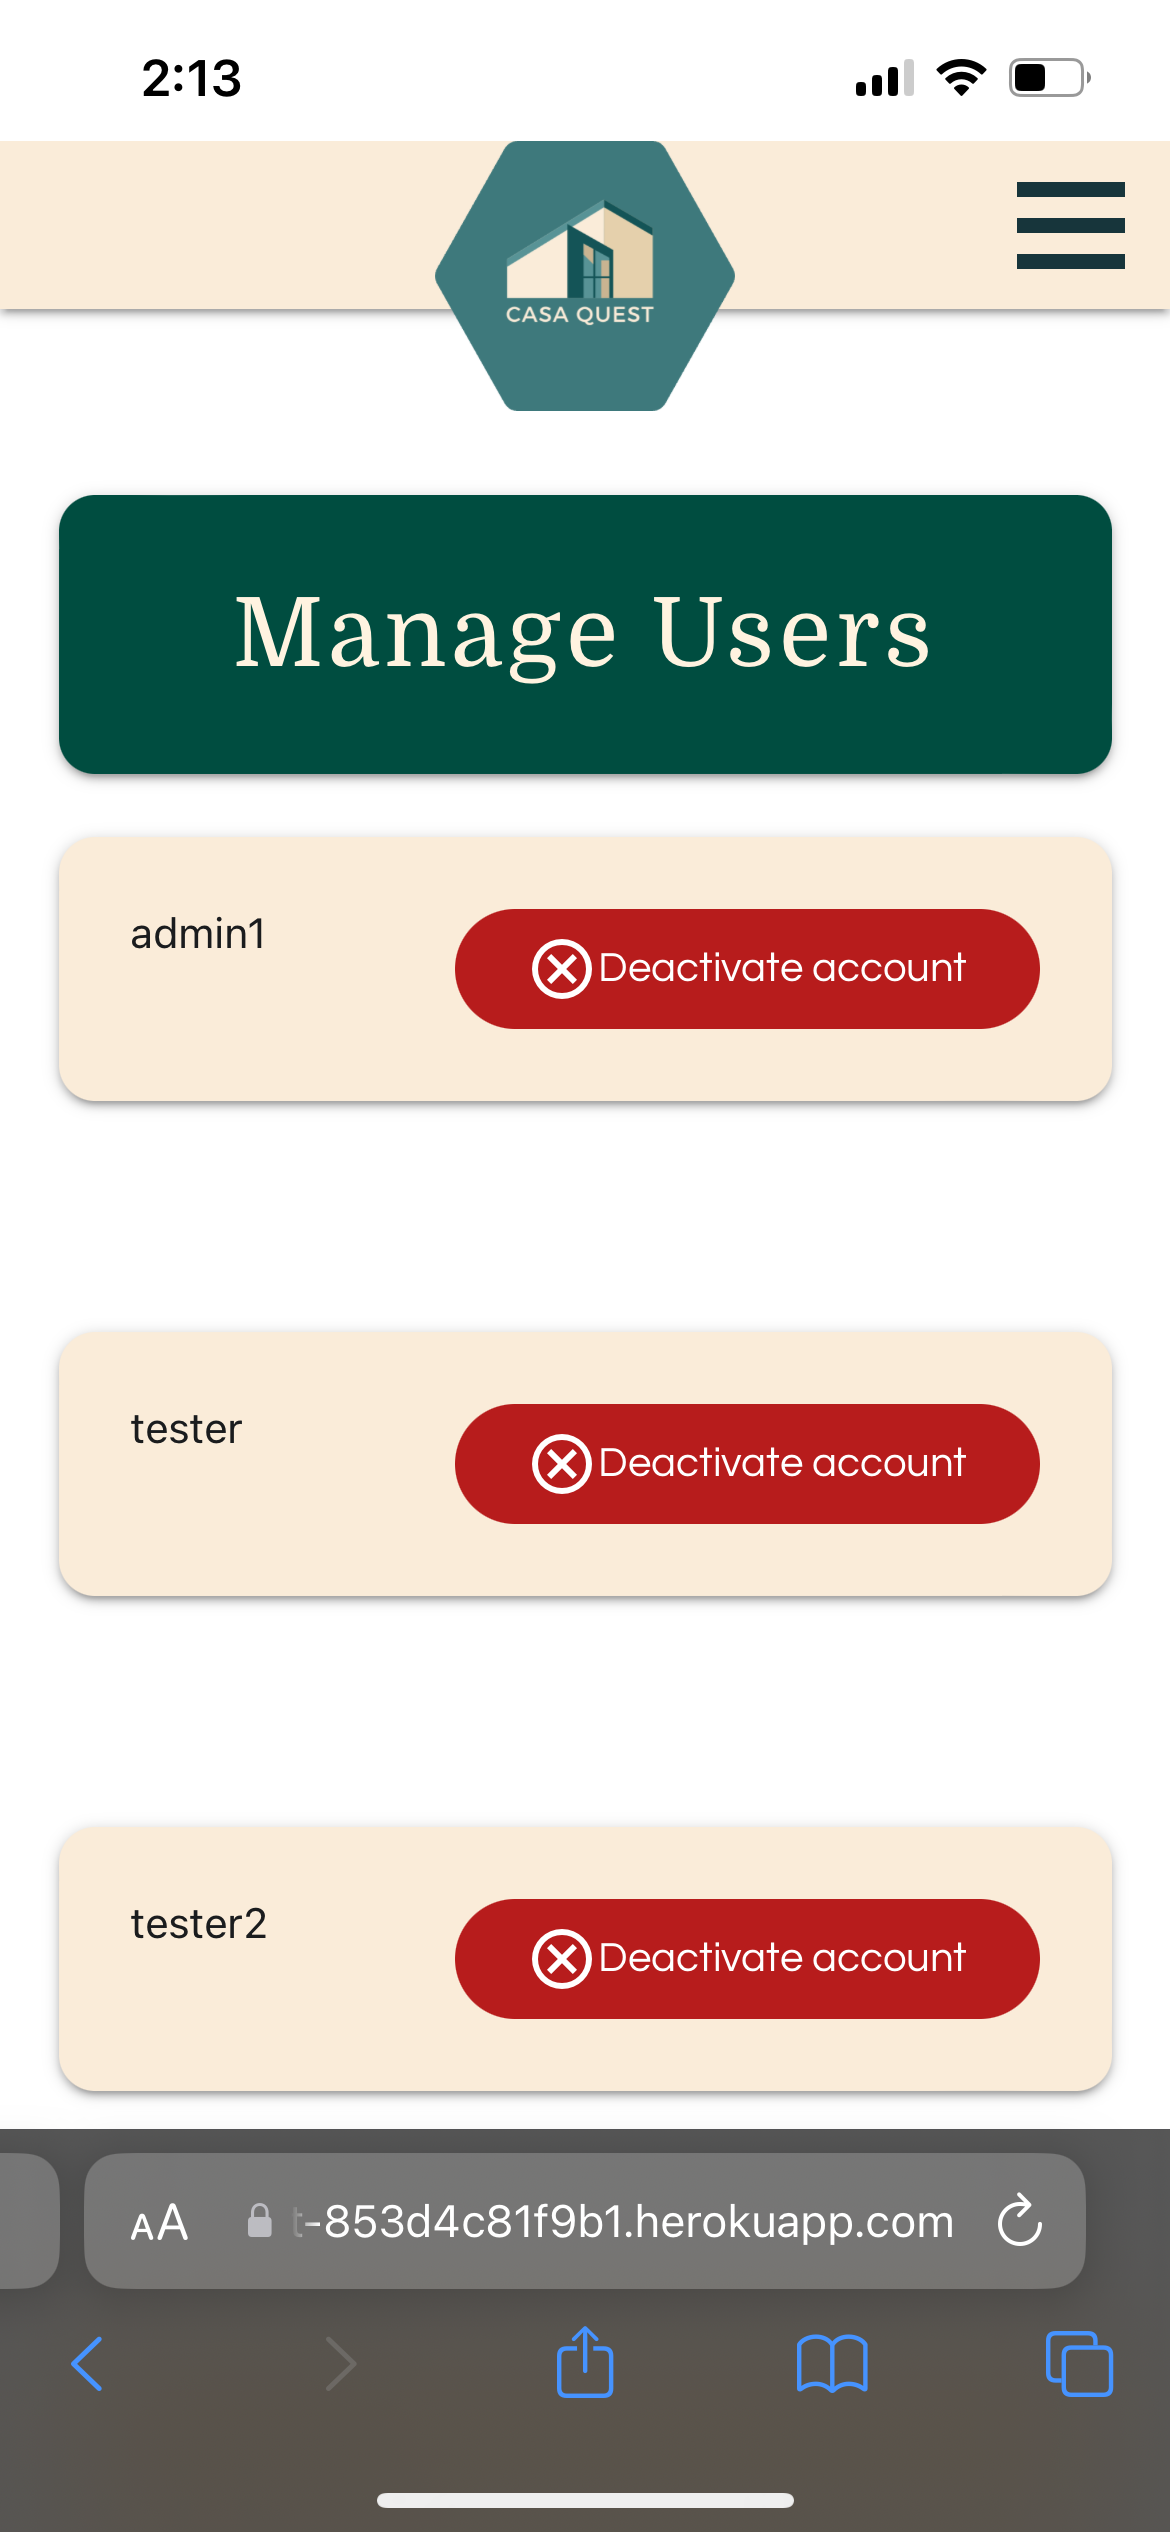 2:13
CASA QUEST
Manage Users
admin1
Deactivate account
tester
Deactivate account
tester2
Deactivate account
AA
t-853d4c81f9b1.herokuapp.com